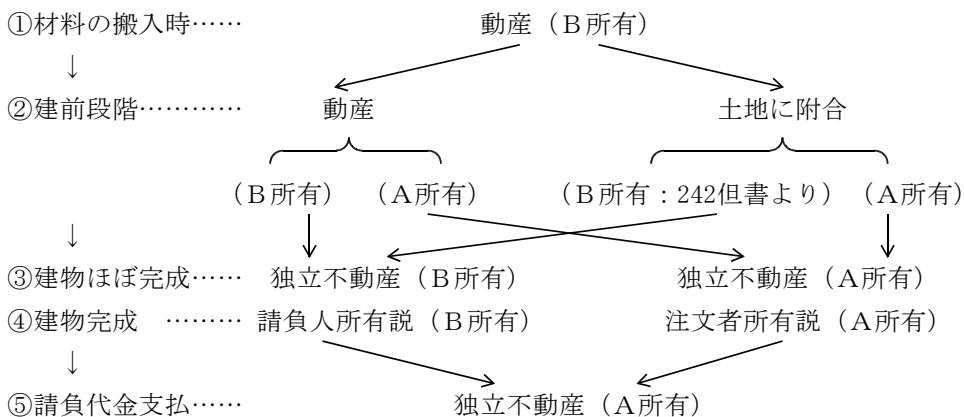 ①材料の搬入時…… 動産（Ｂ所有）
↓
②建前段階………… 動産 土地に附合
（Ｂ所有） （Ａ所有） （Ｂ所有：242但書より） （Ａ所有）
↓
③建物ほぼ完成…… 独立不動産（Ｂ所有） 独立不動産（Ａ所有）
④建物完成 ……… 請負人所有説（Ｂ所有） 注文者所有説（Ａ所有）
↓
⑤請負代金支払…… 独立不動産（Ａ所有）